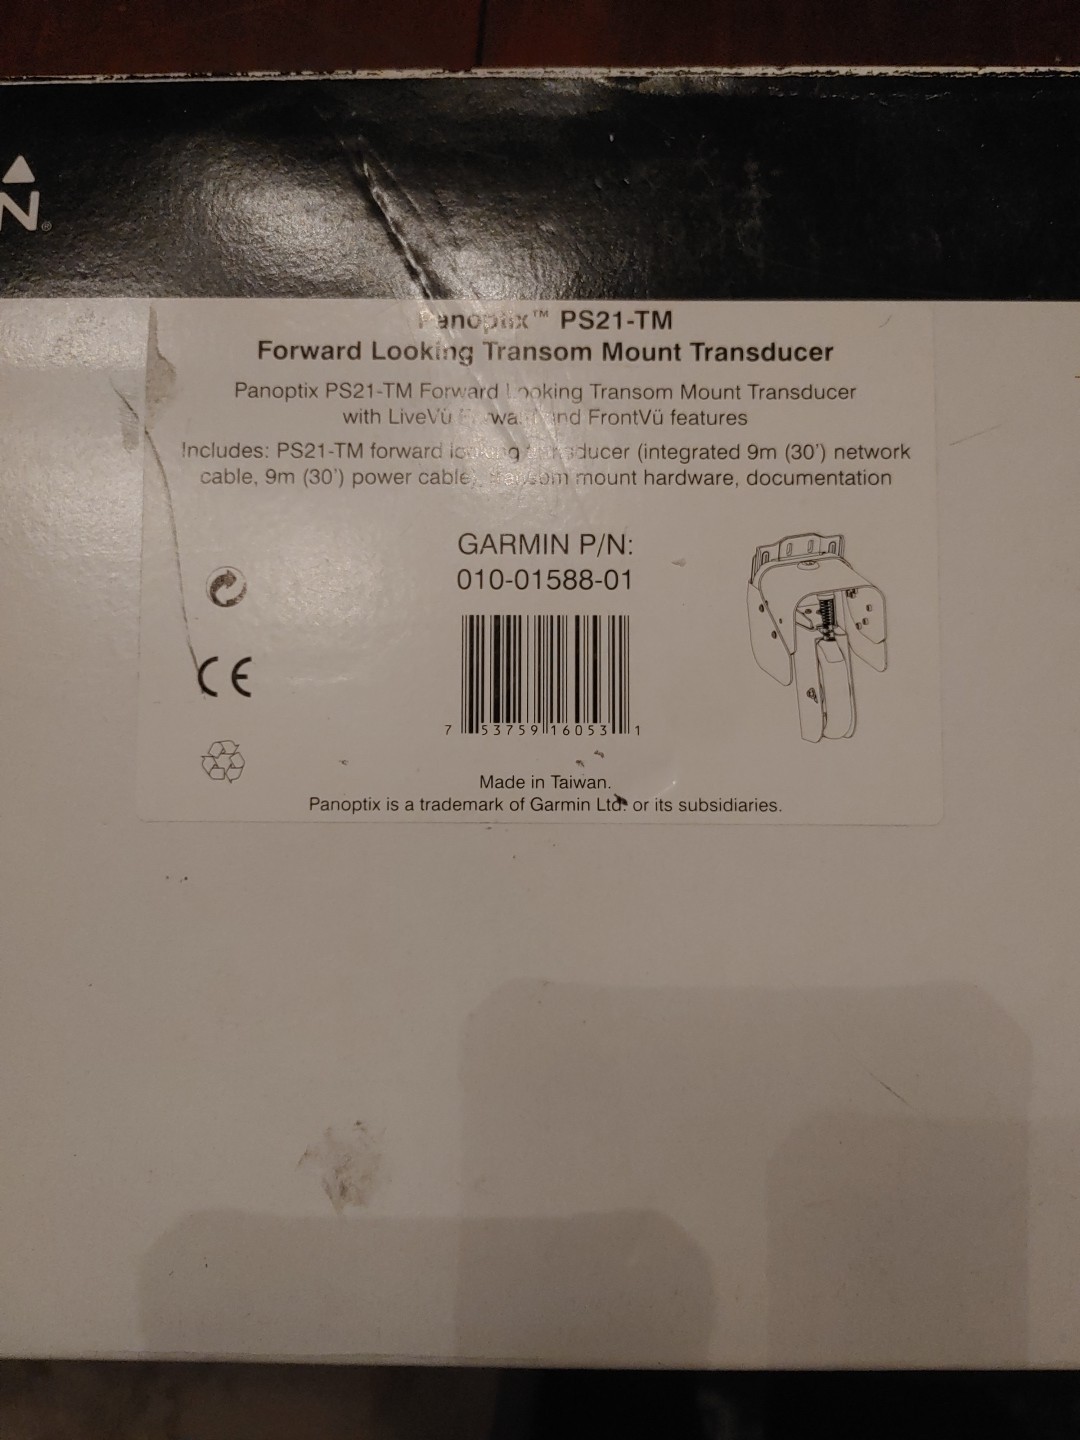 N®
Panoptix™ PS21-TM
Forward Looking Transom Mount Transducer
Panoptix PS21-TM Forward Looking Transom Mount Transducer
with LiveVü Forward and FrontVü features
Includes: PS21-TM forward looking transducer (integrated 9m (30') network
cable, 9m (30') power cable), transom mount hardware, documentation
GARMIN P/N:
010-01588-01
CE
7 53759 16053 1
Made in Taiwan.
Panoptix is a trademark of Garmin Ltd. or its subsidiaries.